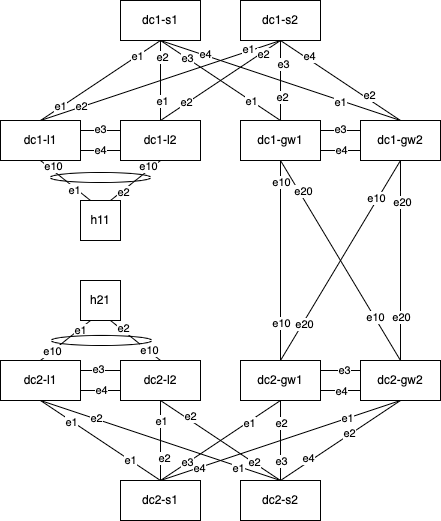 dc1-s1
dc1-s2
e1
e2
e3
e4
e1
e2
e3
e4
e1
e2
e1
e2
e1
e2
e1
e2
dc1-l1
e3
e4
dc1-l2
dc1-gw1
e3
e4
dc1-gw2
e10
e10
e10
e20
e10
e20
e1
e2
h11
h21
e1
e2
e10
e10
e10
e20
e10
e20
dc2-l1
e3
e4
dc2-l2
dc2-gw1
e3
e4
dc2-gw2
e1
e2
e1
e2
e1
e2
e1
e2
e1
e2
e3
e4
e1
e2
e3
e4
dc2-s1
dc2-s2